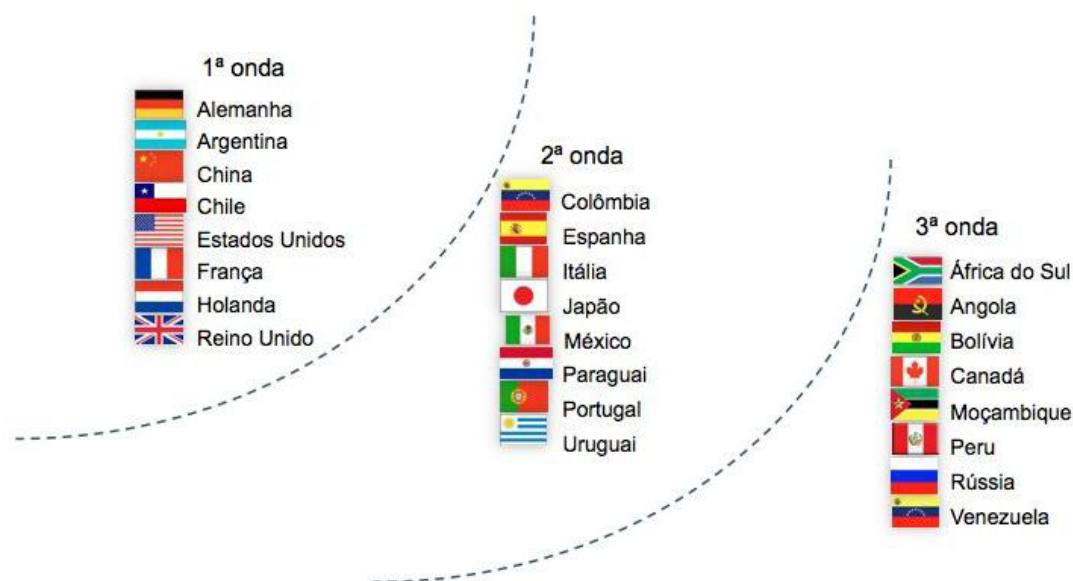 1ª onda
Alemanha
Argentina
China
Chile
Estados Unidos
França
Holanda
Reino Unido
2ª onda
Colômbia
Espanha
Itália
Japão
México
Paraguai
Portugal
Uruguai
3ª onda
África do Sul
Angola
Bolívia
Canadá
Moçambique
Peru
Rússia
Venezuela